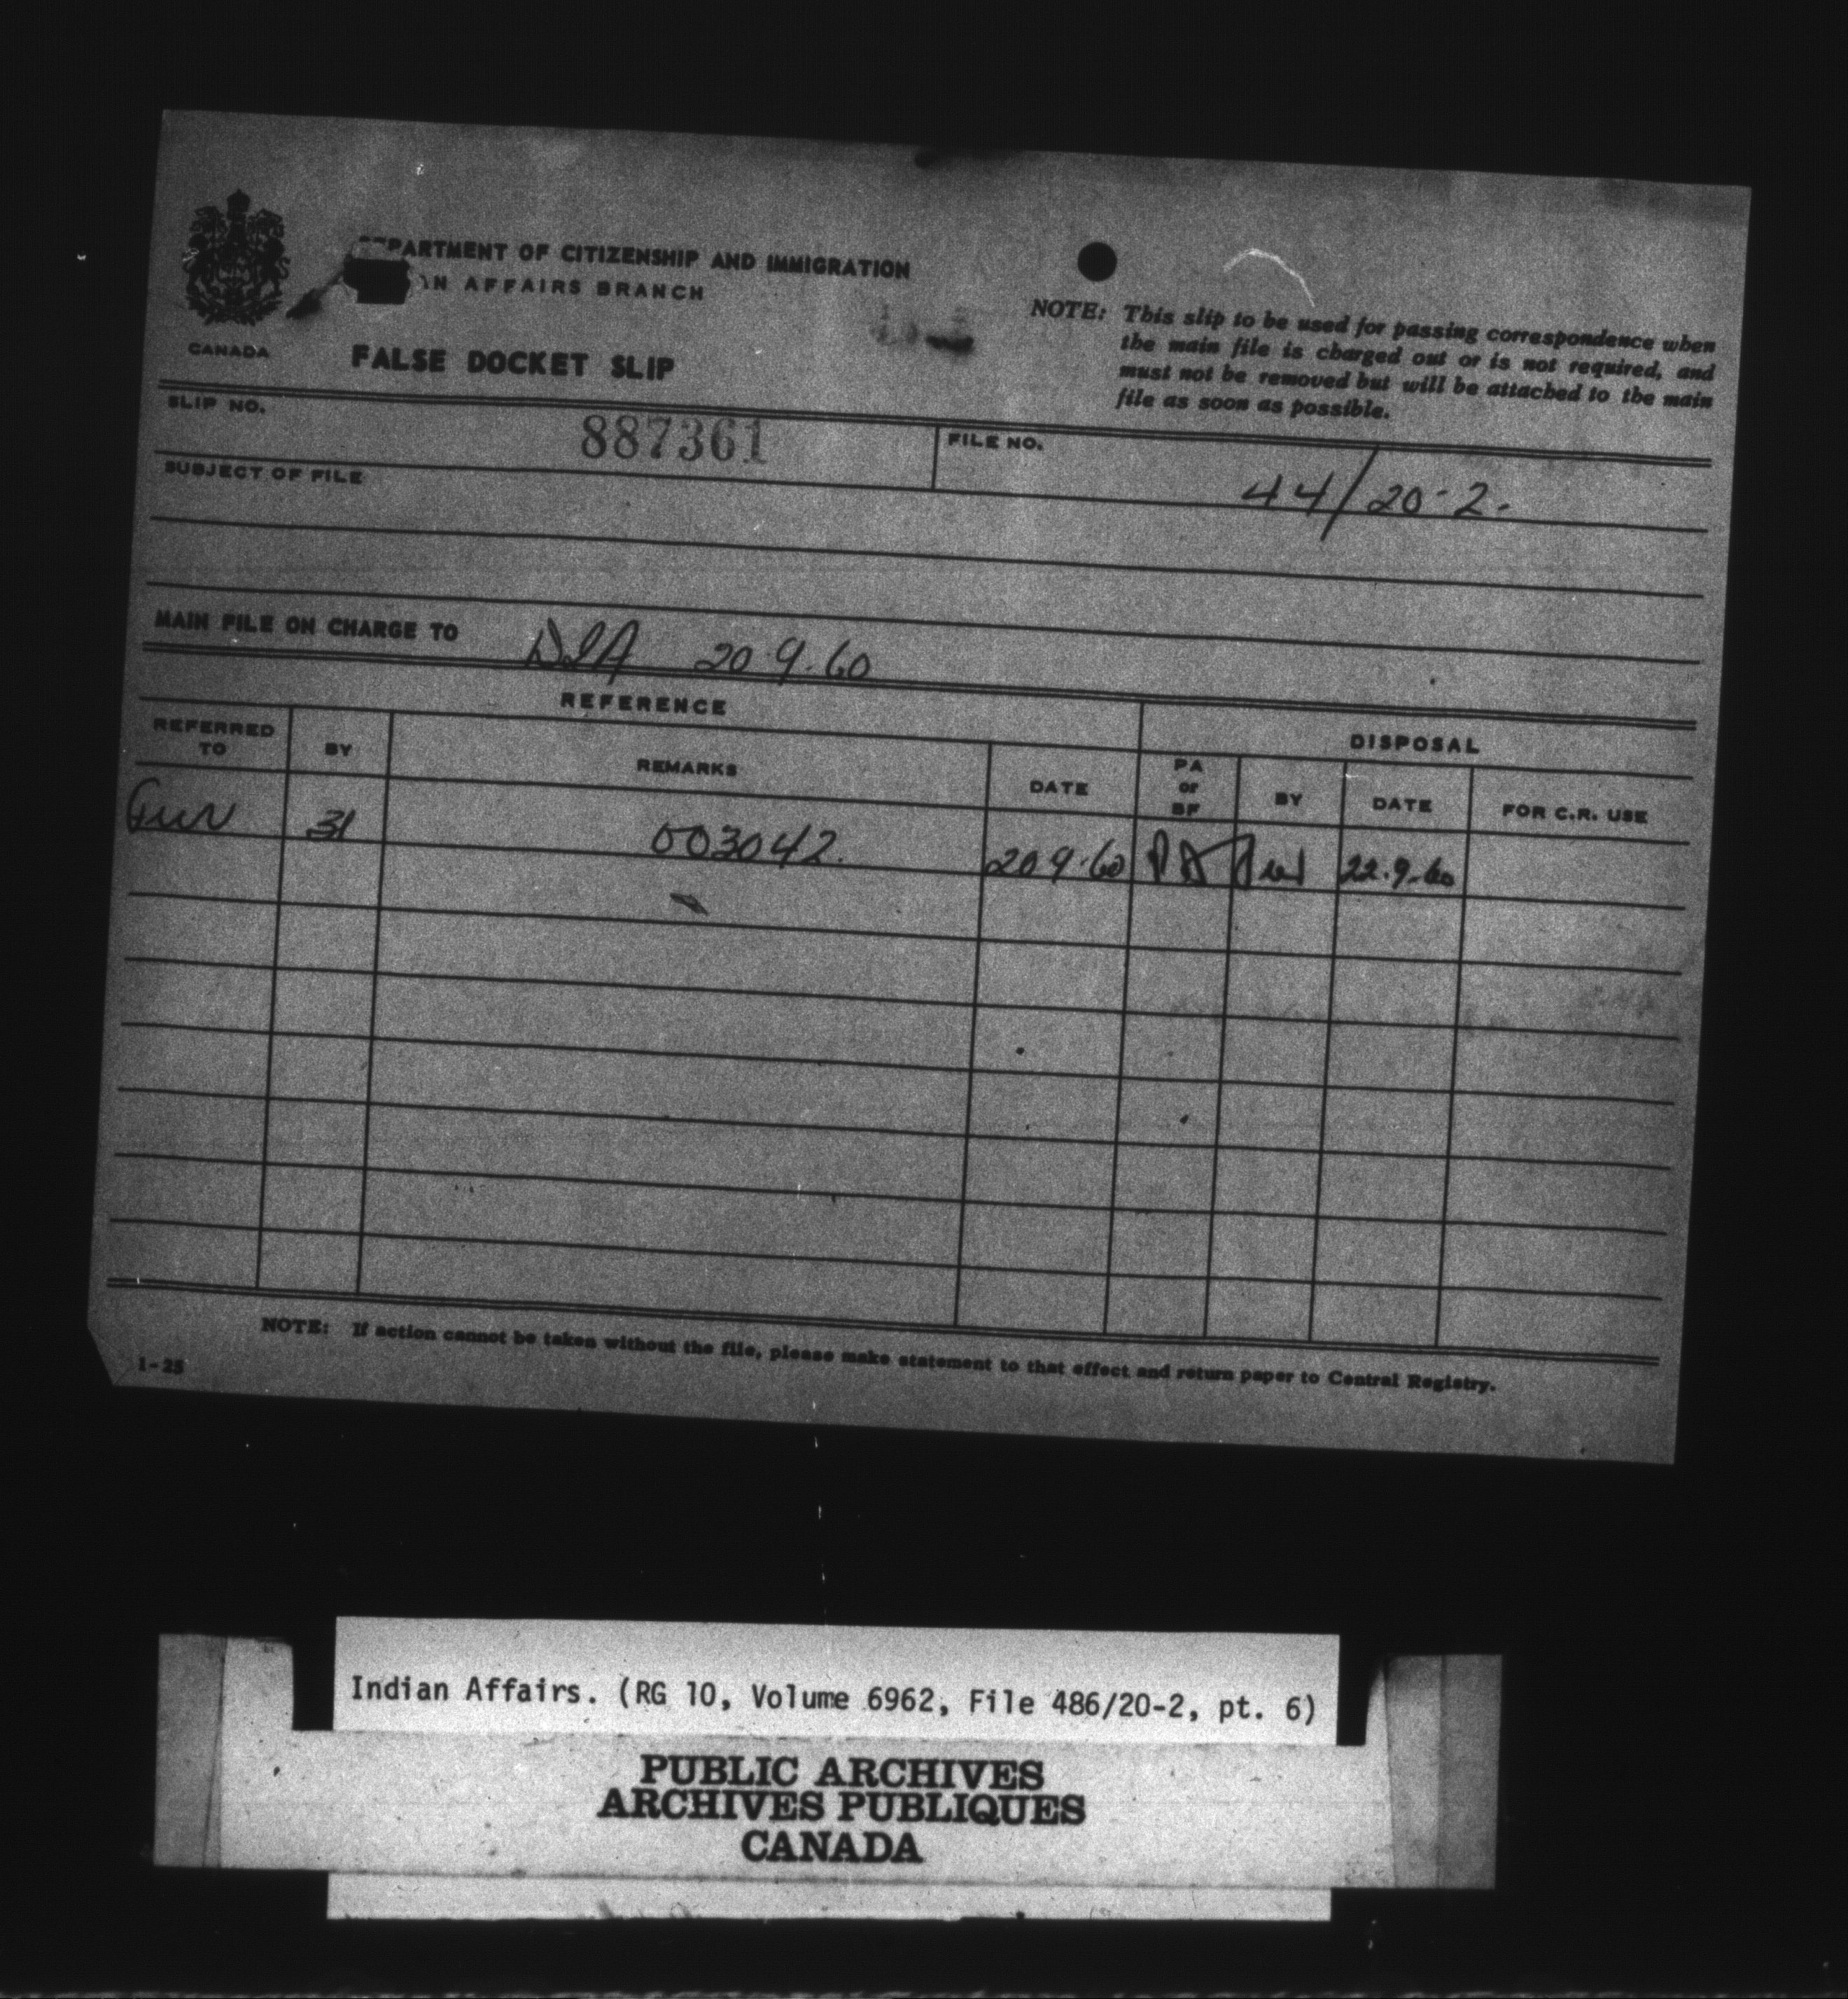 DEPARTMENT OF CITIZENSHIP AND IMMIGRATION
AN AFFAIRS BRANCH
CANADA
FALSE DOCKET SLIP
NOTE: This slip to be used for passing correspondence when
the main file is charged out or is not required, and
must not be removed but will be attached to the main
file as soon as possible.
SLIP NO. 887361
FILE NO. 44/20-2.
SUBJECT OF FILE
MAIN FILE ON CHARGE TO DIA 20.9.60
REFERENCE
DISPOSAL
REFERRED TO
BY
REMARKS
DATE
PA or BF
BY
DATE
FOR C.R. USE
31 003042. 20.9.60 PA 22.9.60
NOTE: If action cannot be taken without the file, please make statement to that effect and return paper to Central Registry.
1-25
Indian Affairs. (RG 10, Volume 6962, File 486/20-2, pt. 6)
PUBLIC ARCHIVES
ARCHIVES PUBLIQUES
CANADA